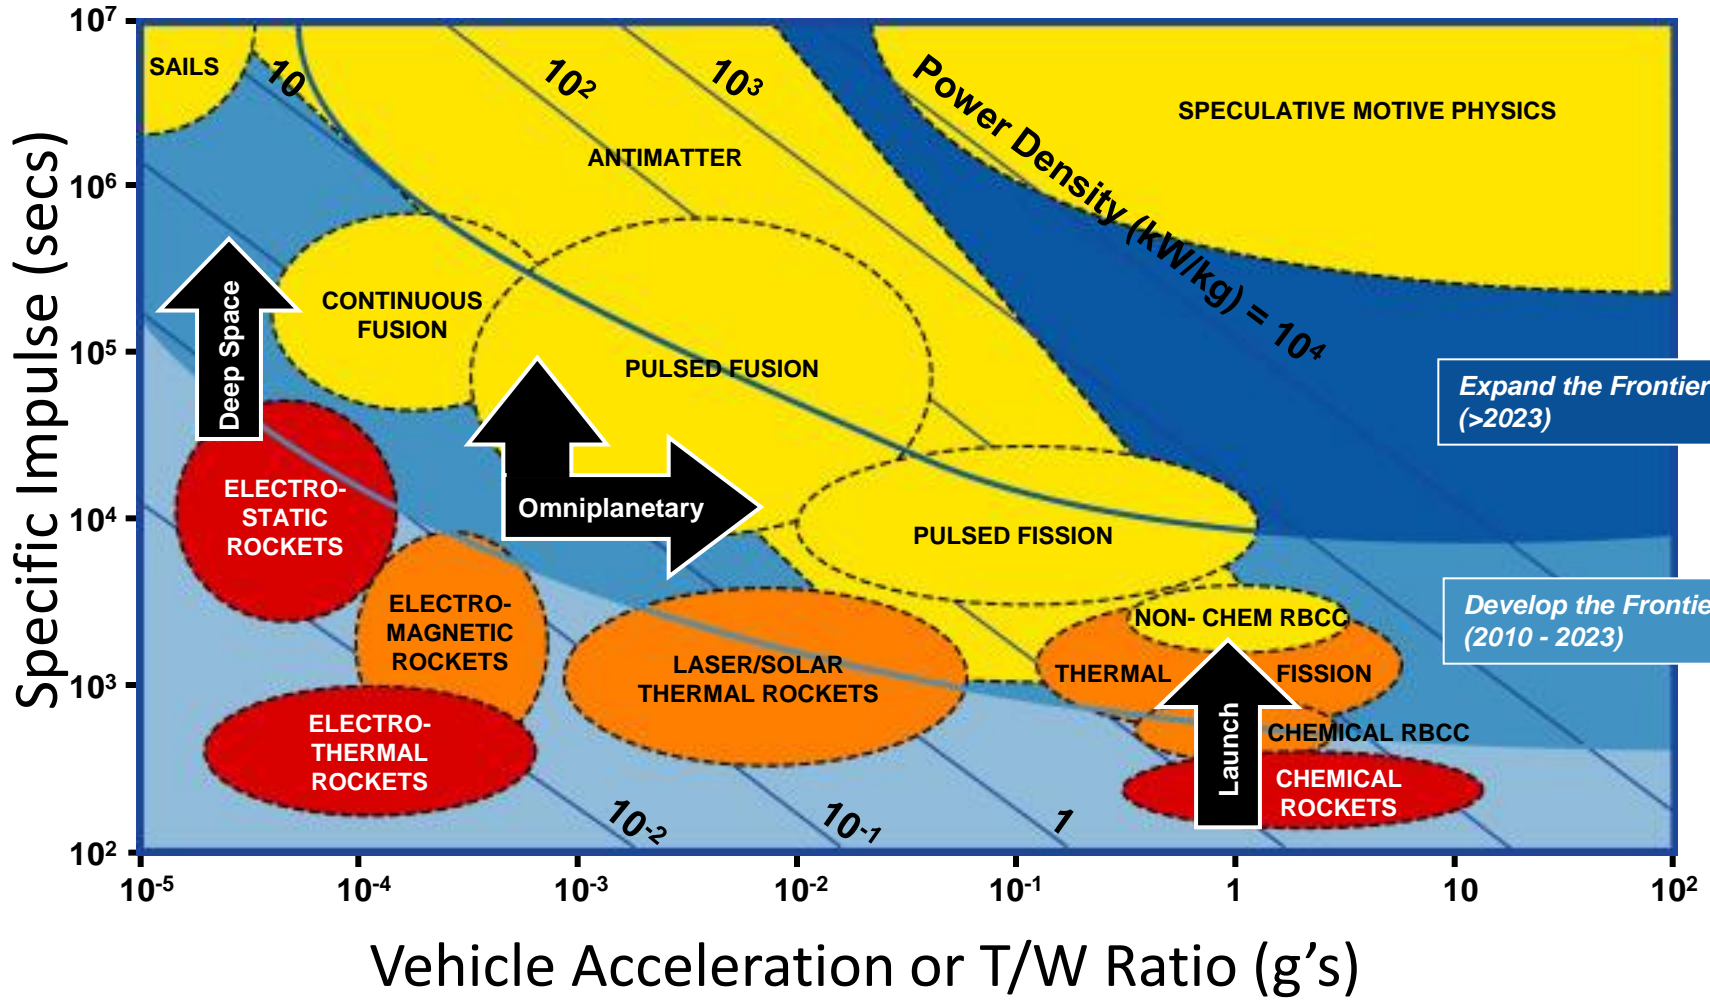 Specific Impulse (secs)
10⁷
10⁶
10⁵
10⁴
10³
10²
SAILS
10
10²
10³
Power Density (kW/kg) = 10⁴
SPECULATIVE MOTIVE PHYSICS
ANTIMATTER
Deep Space
CONTINUOUS
FUSION
PULSED FUSION
Expand the Frontier
(>2023)
ELECTRO-
STATIC
ROCKETS
Omniplanetary
PULSED FISSION
ELECTRO-
MAGNETIC
ROCKETS
LASER/SOLAR
THERMAL ROCKETS
NON- CHEM RBCC
THERMAL FISSION
Develop the Frontie
(2010 - 2023)
ELECTRO-
THERMAL
ROCKETS
Launch
CHEMICAL RBCC
CHEMICAL
ROCKETS
10⁻²
10⁻¹
1
10⁻⁵ 10⁻⁴ 10⁻³ 10⁻² 10⁻¹ 1 10 10²
Vehicle Acceleration or T/W Ratio (g’s)